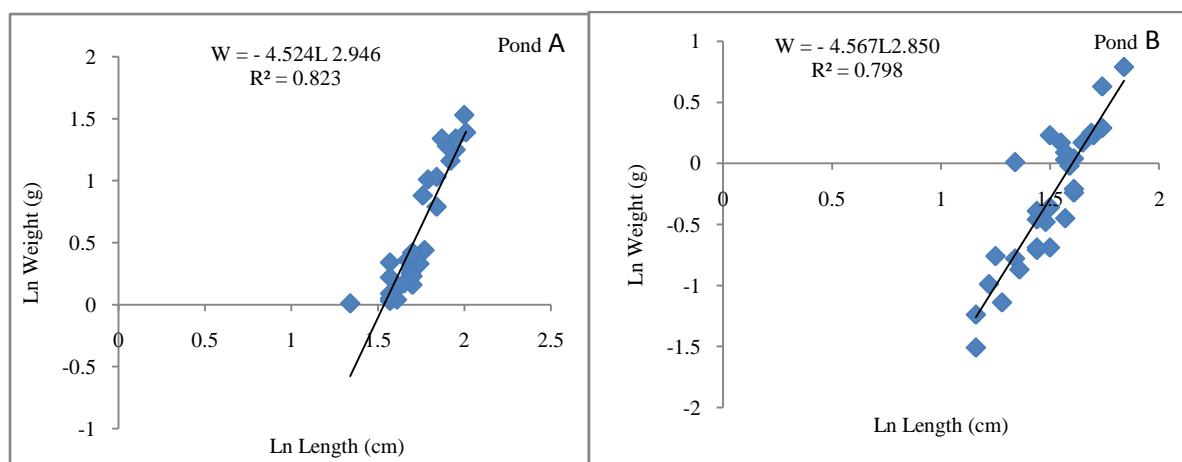 W = - 4.524L 2.946
R² = 0.823
Pond A
2
1.5
1
0.5
0
-0.5
-1
0
0.5
1
1.5
2
2.5
Ln Weight (g)
Ln Length (cm)
W = - 4.567L2.850
R² = 0.798
Pond B
1
0.5
0
-0.5
-1
-1.5
-2
0
0.5
1
1.5
2
Ln Weight (g)
Ln Length (cm)